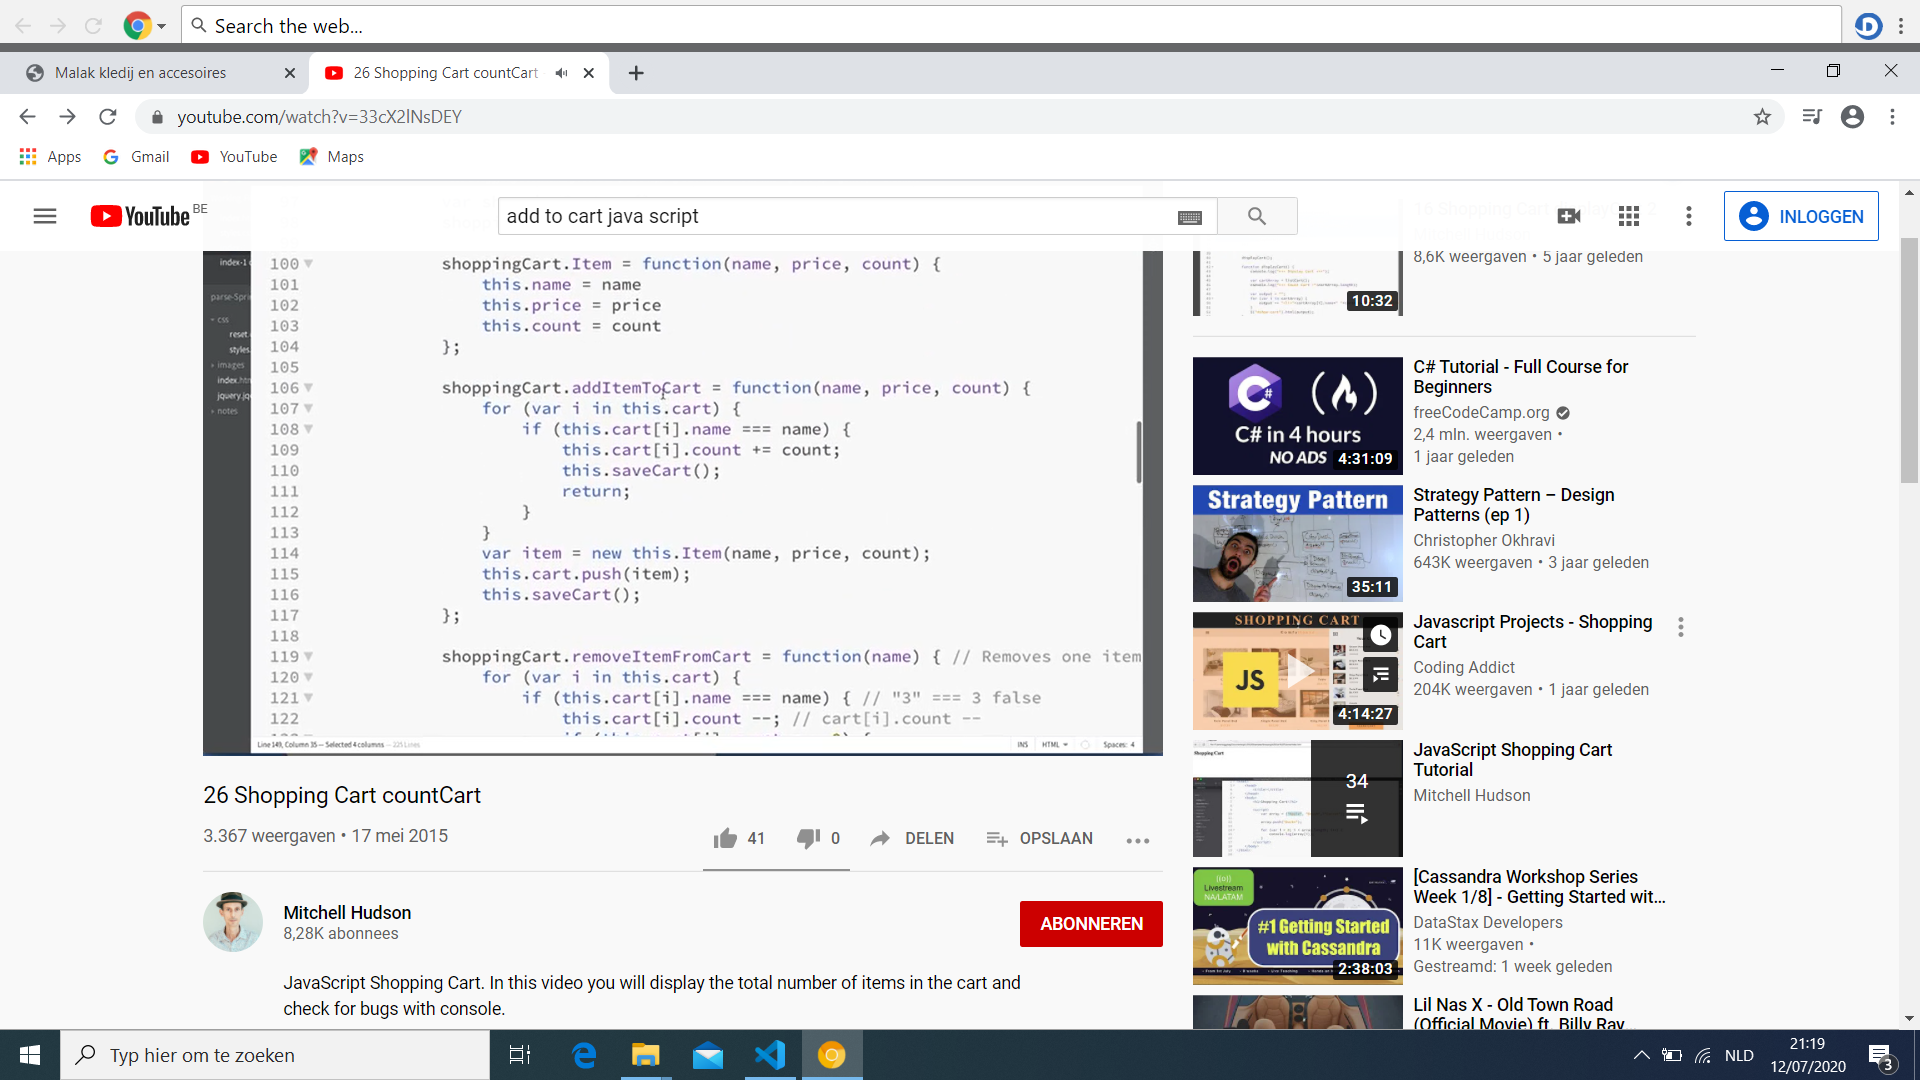 Search the web...
Malak kledij en accesoires
26 Shopping Cart countCart
youtube.com/watch?v=33cX2lNsDEY
Apps
Gmail
YouTube
Maps
YouTube BE
add to cart java script
INLOGGEN
100 shoppingCart.Item = function(name, price, count) {
101 this.name = name
102 this.price = price
103 this.count = count
104 };
105
106 shoppingCart.addItemToCart = function(name, price, count) {
107 for (var i in this.cart) {
108 if (this.cart[i].name === name) {
109 this.cart[i].count += count;
110 this.saveCart();
111 return;
112 }
113 }
114 var item = new this.Item(name, price, count);
115 this.cart.push(item);
116 this.saveCart();
117 };
118
119 shoppingCart.removeItemFromCart = function(name) { // Removes one item
120 for (var i in this.cart) {
121 if (this.cart[i].name === name) { // "3" === 3 false
122 this.cart[i].count --; // cart[i].count --
index-1
parse-Spri
css
reset
styles.
images
index.htm
jquery.jq
notes
Line 149, Column 35 — Selected 4 columns — 225 Lines
INS
HTML
Spaces: 4
26 Shopping Cart countCart
3.367 weergaven • 17 mei 2015
41
0
DELEN
OPSLAAN
Mitchell Hudson
8,28K abonnees
ABONNEREN
JavaScript Shopping Cart. In this video you will display the total number of items in the cart and
check for bugs with console.
8,6K weergaven • 5 jaar geleden
10:32
C# Tutorial - Full Course for
Beginners
freeCodeCamp.org
2,4 mln. weergaven •
1 jaar geleden
C# in 4 hours
NO ADS
4:31:09
Strategy Pattern
35:11
Strategy Pattern – Design
Patterns (ep 1)
Christopher Okhravi
643K weergaven • 3 jaar geleden
SHOPPING CART
JS
4:14:27
Javascript Projects - Shopping
Cart
Coding Addict
204K weergaven • 1 jaar geleden
34
JavaScript Shopping Cart
Tutorial
Mitchell Hudson
Livestream
NA/LATAM
#1 Getting Started
with Cassandra
2:38:03
[Cassandra Workshop Series
Week 1/8] - Getting Started wit...
DataStax Developers
11K weergaven •
Gestreamd: 1 week geleden
Lil Nas X - Old Town Road
(Official Movie) ft. Billy Ray...
Typ hier om te zoeken
NLD
21:19
12/07/2020
3